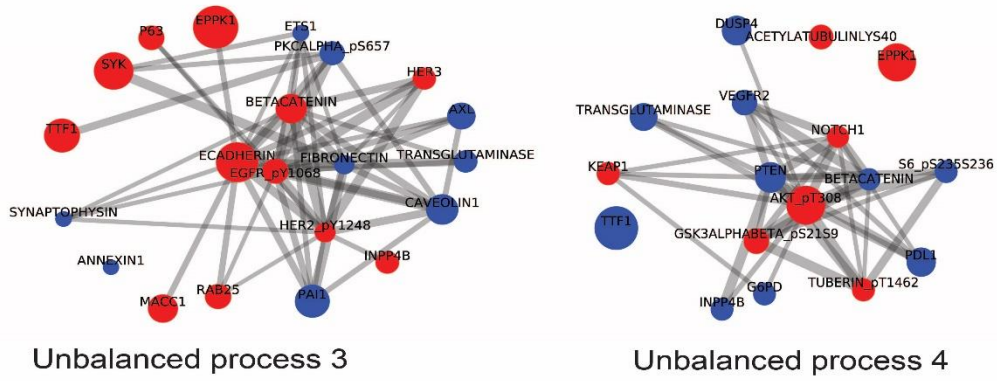 EPPK1
P63
ETS1
PKCALPHA_pS657
SYK
HER3
BETACATENIN
AXL
TTF1
ECADHERIN
FIBRONECTIN
TRANSGLUTAMINASE
EGFR_pY1068
SYNAPTOPHYSIN
CAVEOLIN1
HER2_pY1248
ANNEXIN1
INPP4B
MACC1
RAB25
PAI1
Unbalanced process 3
DUSP4
ACETYLATUBULINLYS40
EPPK1
VEGFR2
TRANSGLUTAMINASE
NOTCH1
KEAP1
PTEN
BETACATENIN
S6_pS235S236
AKT_pT308
TTF1
GSK3ALPHABETA_pS21S9
PDL1
TUBERIN_pT1462
G6PD
INPP4B
Unbalanced process 4